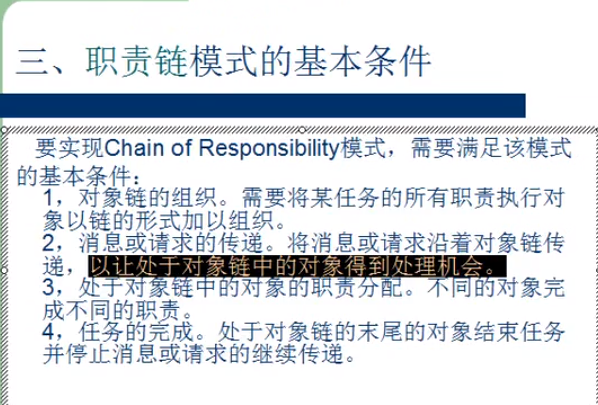 三、职责链模式的基本条件
要实现Chain of Responsibility模式，需要满足该模式
的基本条件：
1，对象链的组织。需要将某任务的所有职责执行对
象以链的形式加以组织。
2，消息或请求的传递。将消息或请求沿着对象链传
递，以让处于对象链中的对象得到处理机会。
3，处于对象链中的对象的职责分配。不同的对象完
成不同的职责。
4，任务的完成。处于对象链的末尾的对象结束任务
并停止消息或请求的继续传递。